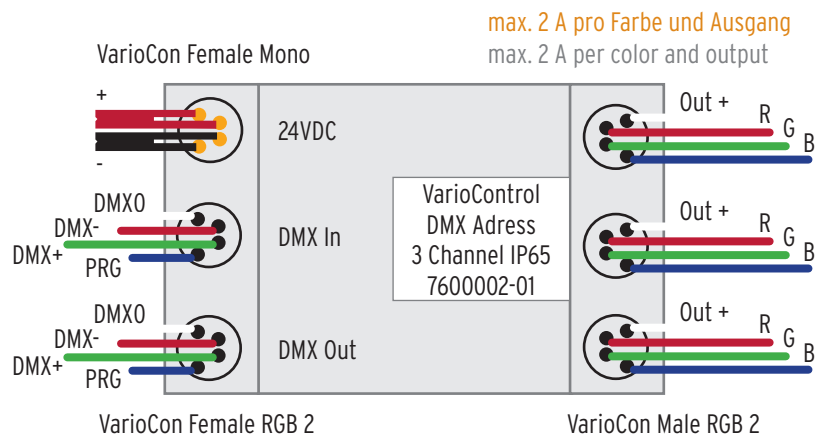 max. 2 A pro Farbe und Ausgang
VarioCon Female Mono
max. 2 A per color and output
+
-
24VDC
DMX0
DMX-
DMX+
PRG
DMX In
DMX0
DMX-
DMX+
PRG
DMX Out
VarioControl
DMX Adress
3 Channel IP65
7600002-01
Out +
R
G
B
Out +
R
G
B
Out +
R
G
B
VarioCon Female RGB 2
VarioCon Male RGB 2